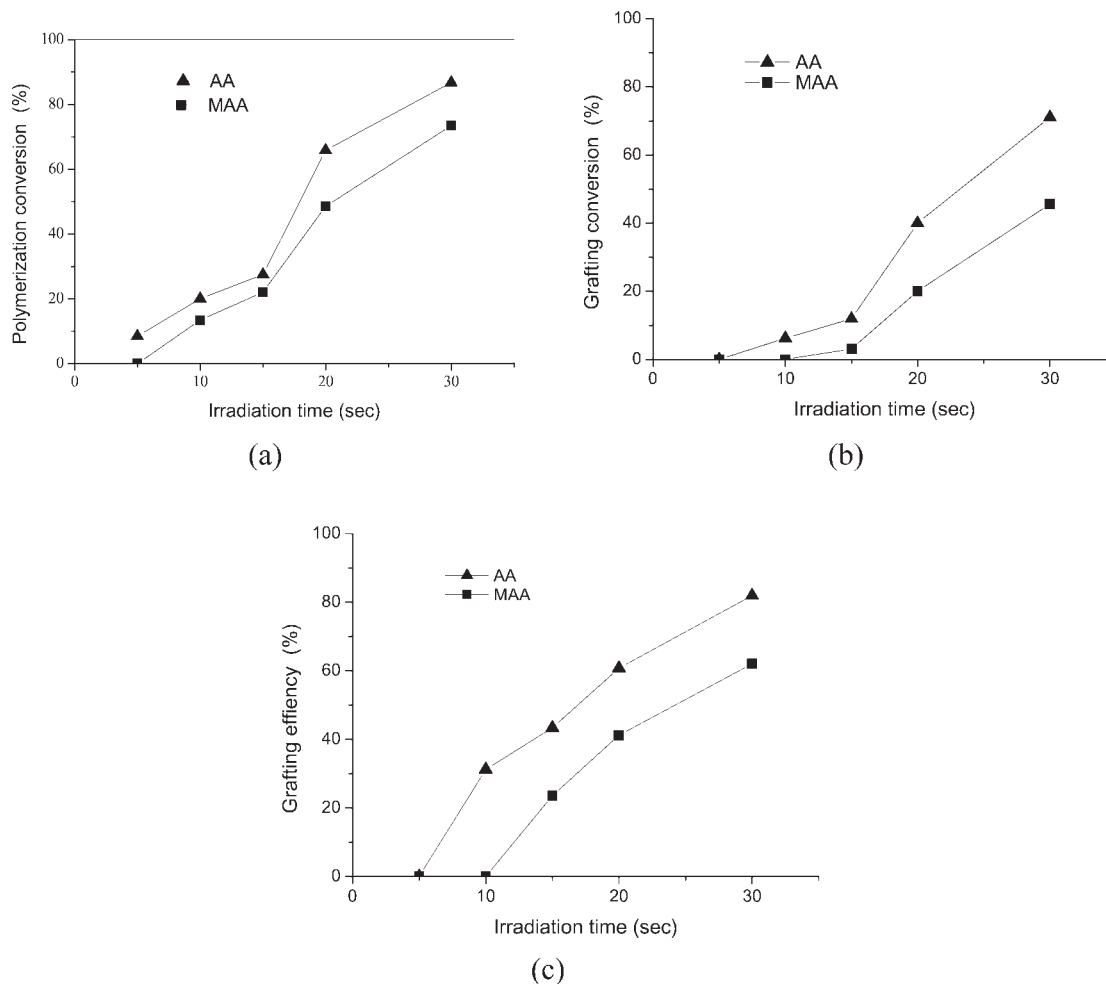 100
80
60
40
20
0
Polymerization conversion (%)
AA
MAA
0 10 20 30
Irradiation time (sec)
(a)
100
80
60
40
20
0
Grafting conversion (%)
AA
MAA
0 10 20 30
Irradiation time (sec)
(b)
100
80
60
40
20
0
Grafting effiency (%)
AA
MAA
0 10 20 30
Irradiation time (sec)
(c)